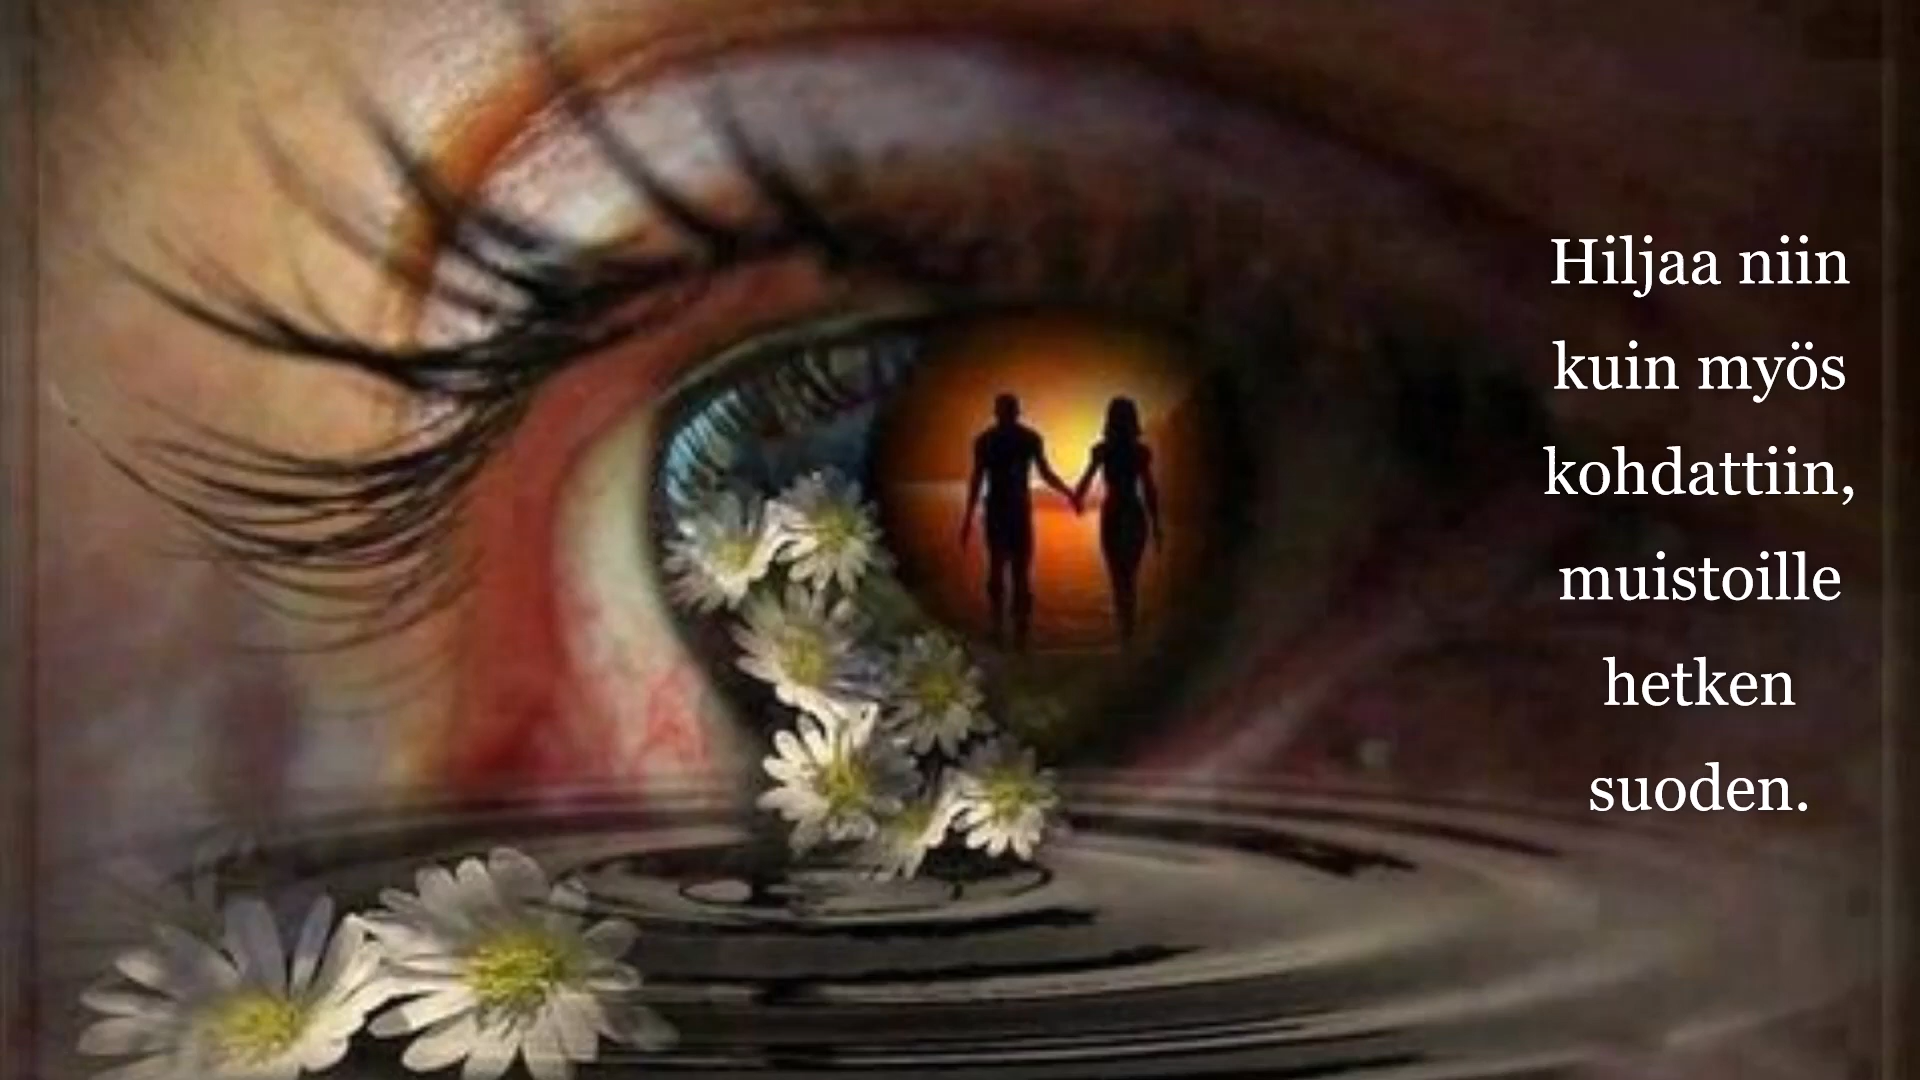 Hiljaa niin
kuin myös
kohdattiin,
muistoille
hetken
suoden.